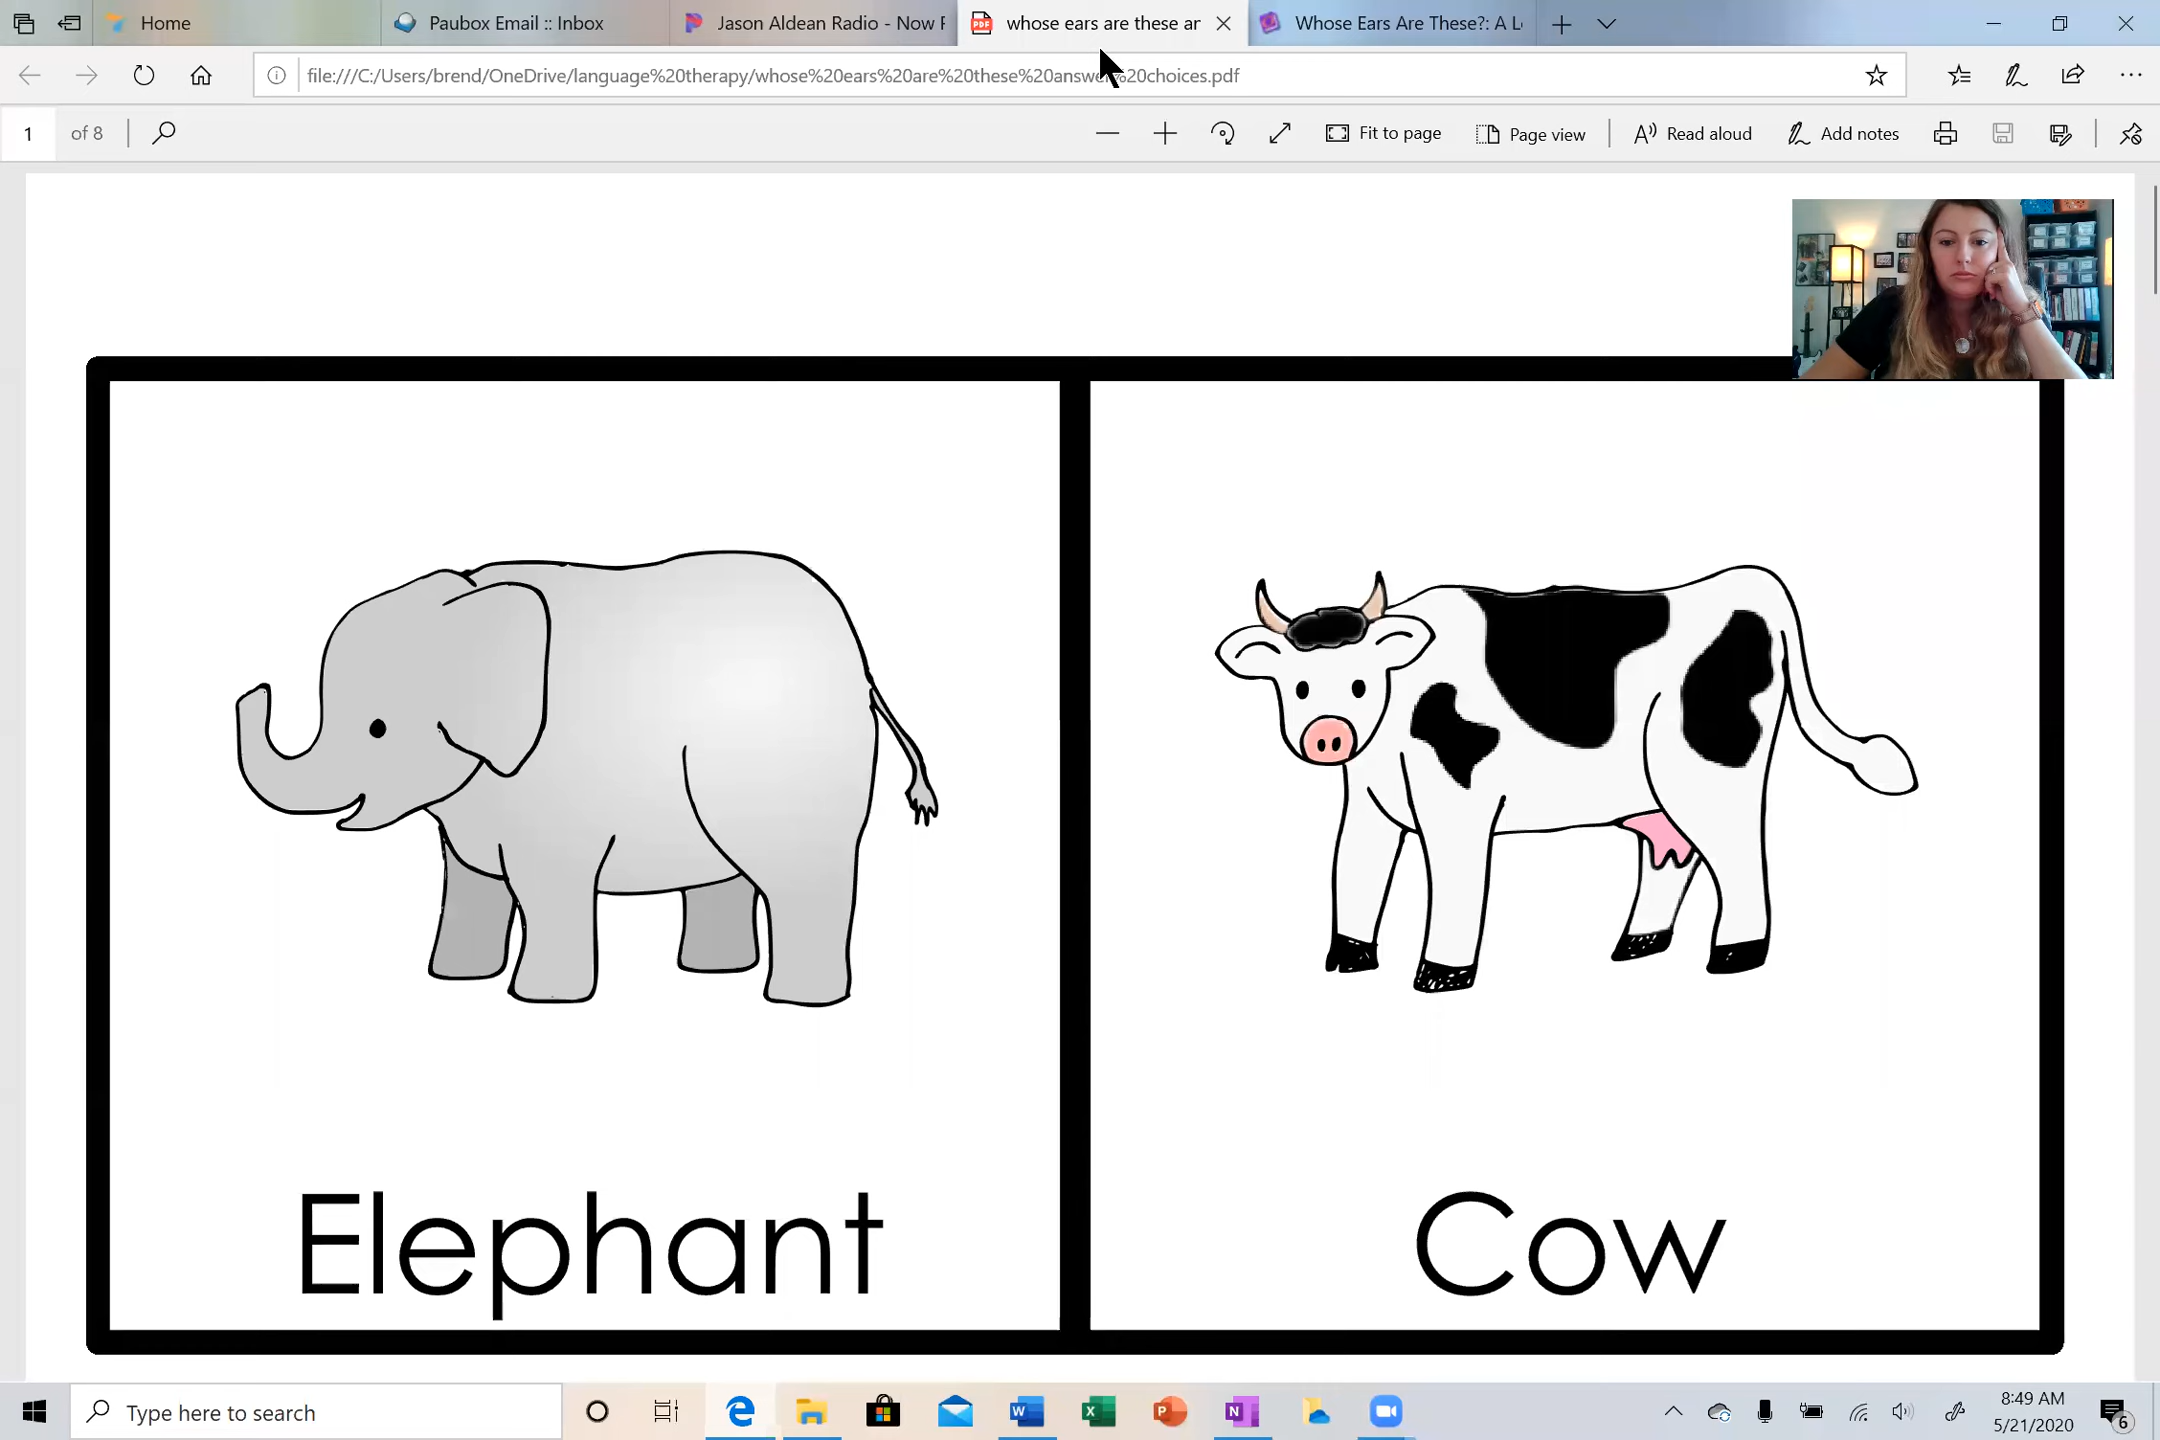 Home
Paubox Email :: Inbox
Jason Aldean Radio - Now F
whose ears are these ar
Whose Ears Are These?: A L
file:///C:/Users/brend/OneDrive/language%20therapy/whose%20ears%20are%20these%20answer%20choices.pdf
1 of 8
Fit to page
Page view
Read aloud
Add notes
Elephant
Cow
Type here to search
8:49 AM
5/21/2020
6